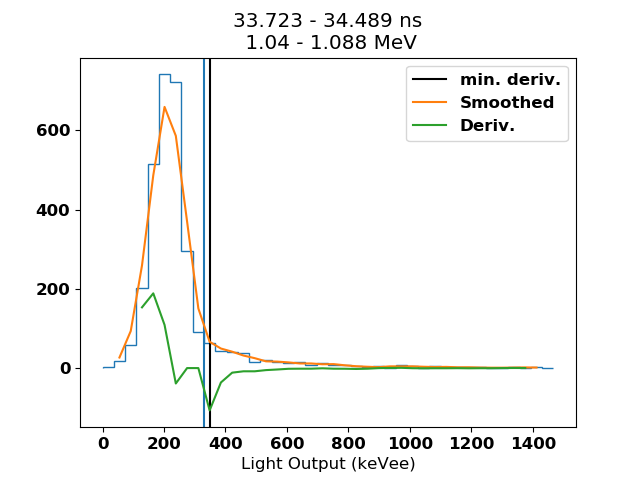 33.723 - 34.489 ns
1.04 - 1.088 MeV
min. deriv.
Smoothed
Deriv.
600
400
200
0
0 200 400 600 800 1000 1200 1400
Light Output (keVee)